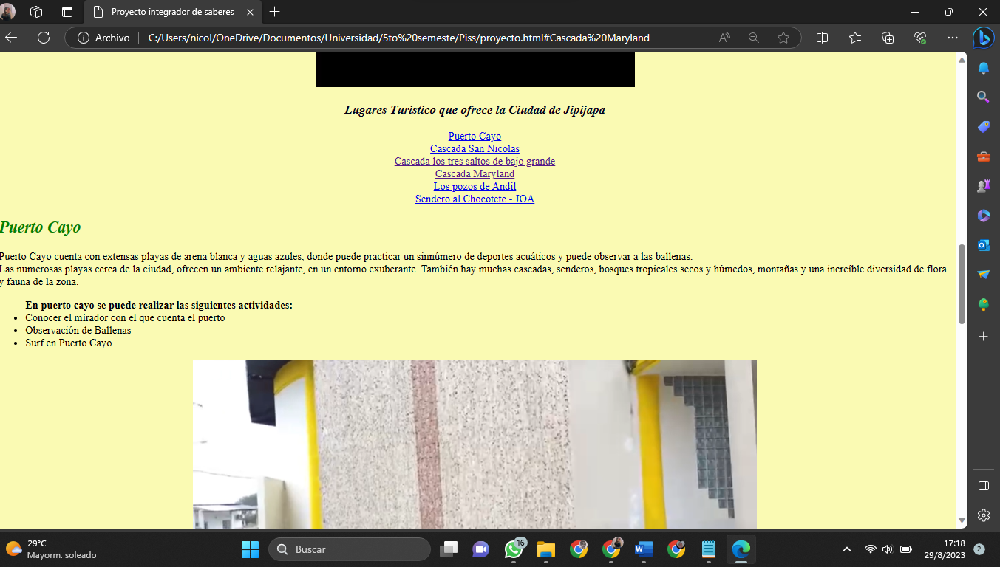 Proyecto integrador de saberes
Archivo
C:/Users/nicol/OneDrive/Documentos/Universidad/5to%20semeste/Piss/proyecto.html#Cascada%20Maryland
Lugares Turistico que ofrece la Ciudad de Jipijapa
Puerto Cayo
Cascada San Nicolas
Cascada los tres saltos de bajo grande
Cascada Maryland
Los pozos de Andil
Sendero al Chocotete - JOA
Puerto Cayo
Puerto Cayo cuenta con extensas playas de arena blanca y aguas azules, donde puede practicar un sinnúmero de deportes acuáticos y puede observar a las ballenas.
Las numerosas playas cerca de la ciudad, ofrecen un ambiente relajante, en un entorno exuberante. También hay muchas cascadas, senderos, bosques tropicales secos y húmedos, montañas y una increíble diversidad de flora
y fauna de la zona.
En puerto cayo se puede realizar las siguientes actividades:
Conocer el mirador con el que cuenta el puerto
Observación de Ballenas
Surf en Puerto Cayo
29°C
Mayorm. soleado
Buscar
16
17:18
29/8/2023
2